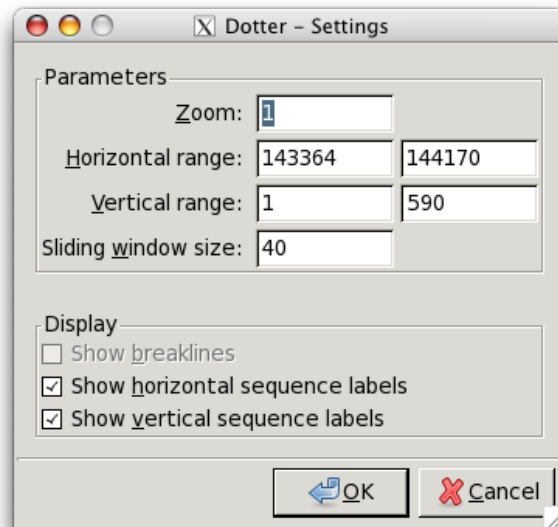 Dotter – Settings
Parameters
Zoom: 1
Horizontal range: 143364 144170
Vertical range: 1 590
Sliding window size: 40
Display
Show breaklines
Show horizontal sequence labels
Show vertical sequence labels
OK Cancel